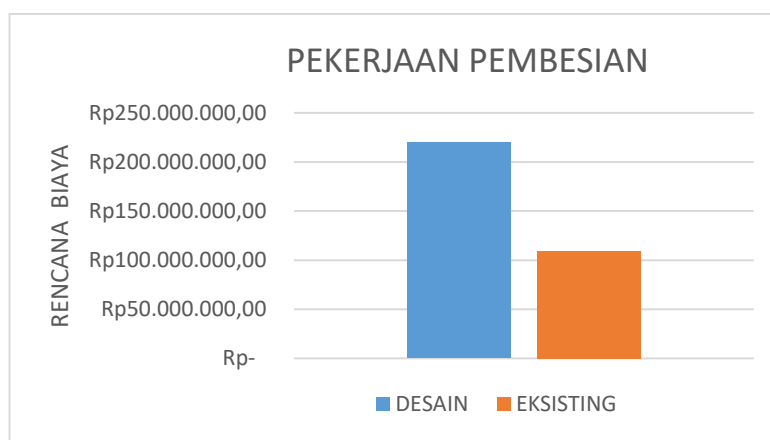 PEKERJAAN PEMBESIAN
RENCANA BIAYA
Rp250.000.000,00
Rp200.000.000,00
Rp150.000.000,00
Rp100.000.000,00
Rp50.000.000,00
Rp-
DESAIN
EKSISTING